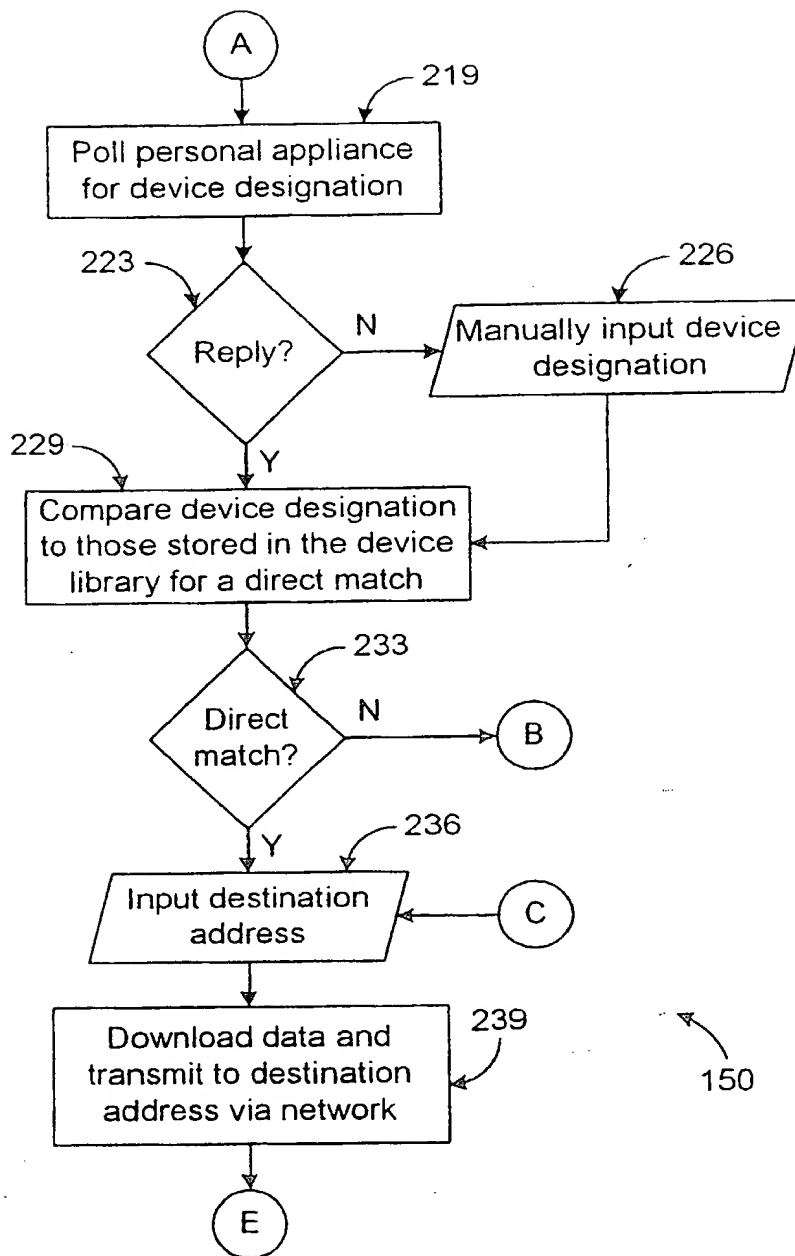 A
219
Poll personal appliance
for device designation
223
Reply?
N
226
Manually input device
designation
Y
229
Compare device designation
to those stored in the device
library for a direct match
233
Direct
match?
N
B
Y
236
Input destination
address
C
Download data and
transmit to destination
address via network
239
150
E